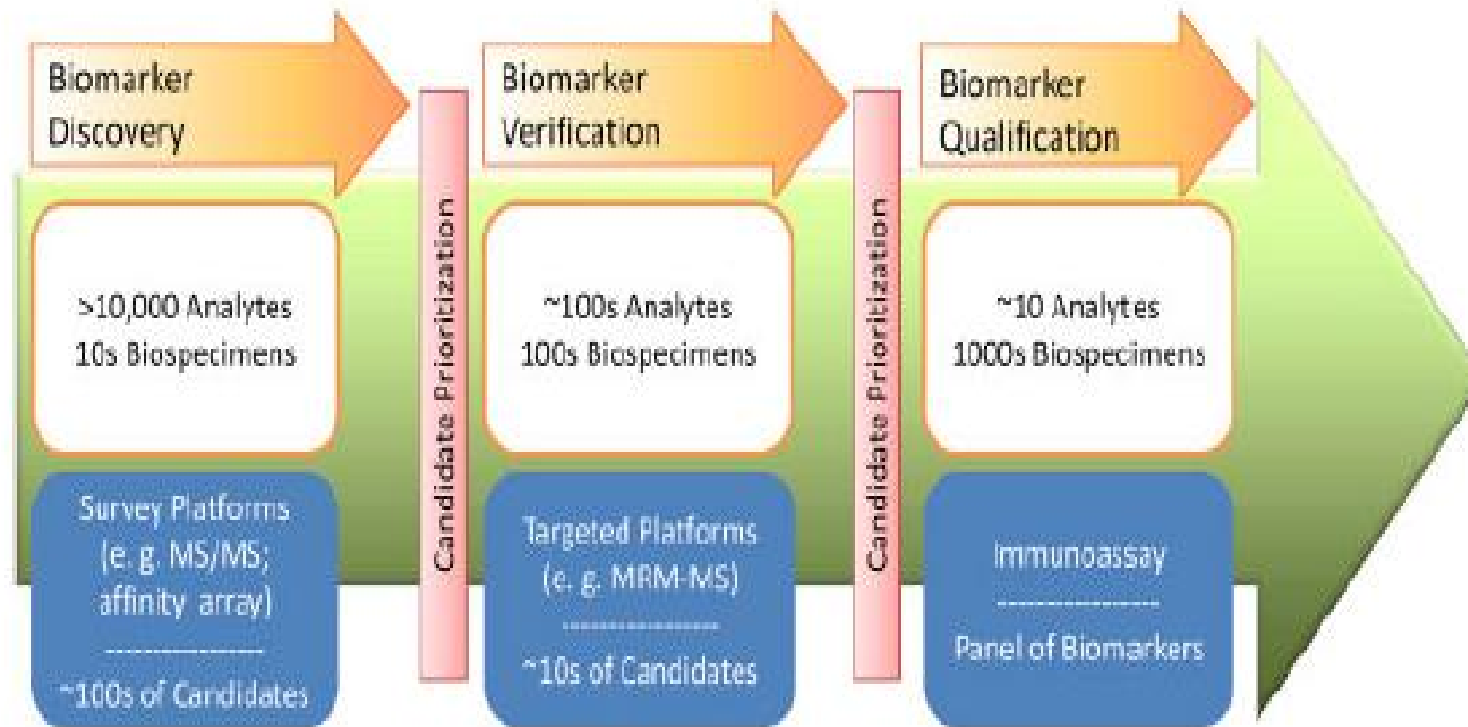 Biomarker
Discovery
>10,000 Analytes
10s Biospecimens
Survey Platforms
(e. g. MS/MS;
affinity array)
-----------------
~100s of Candidates
Candidate Prioritization
Biomarker
Verification
~100s Analytes
100s Biospecimens
Targeted Platforms
(e. g. MRM-MS)
-----------------
~10s of Candidates
Candidate Prioritization
Biomarker
Qualification
~10 Analytes
1000s Biospecimens
Immunoassay
-----------------
Panel of Biomarkers